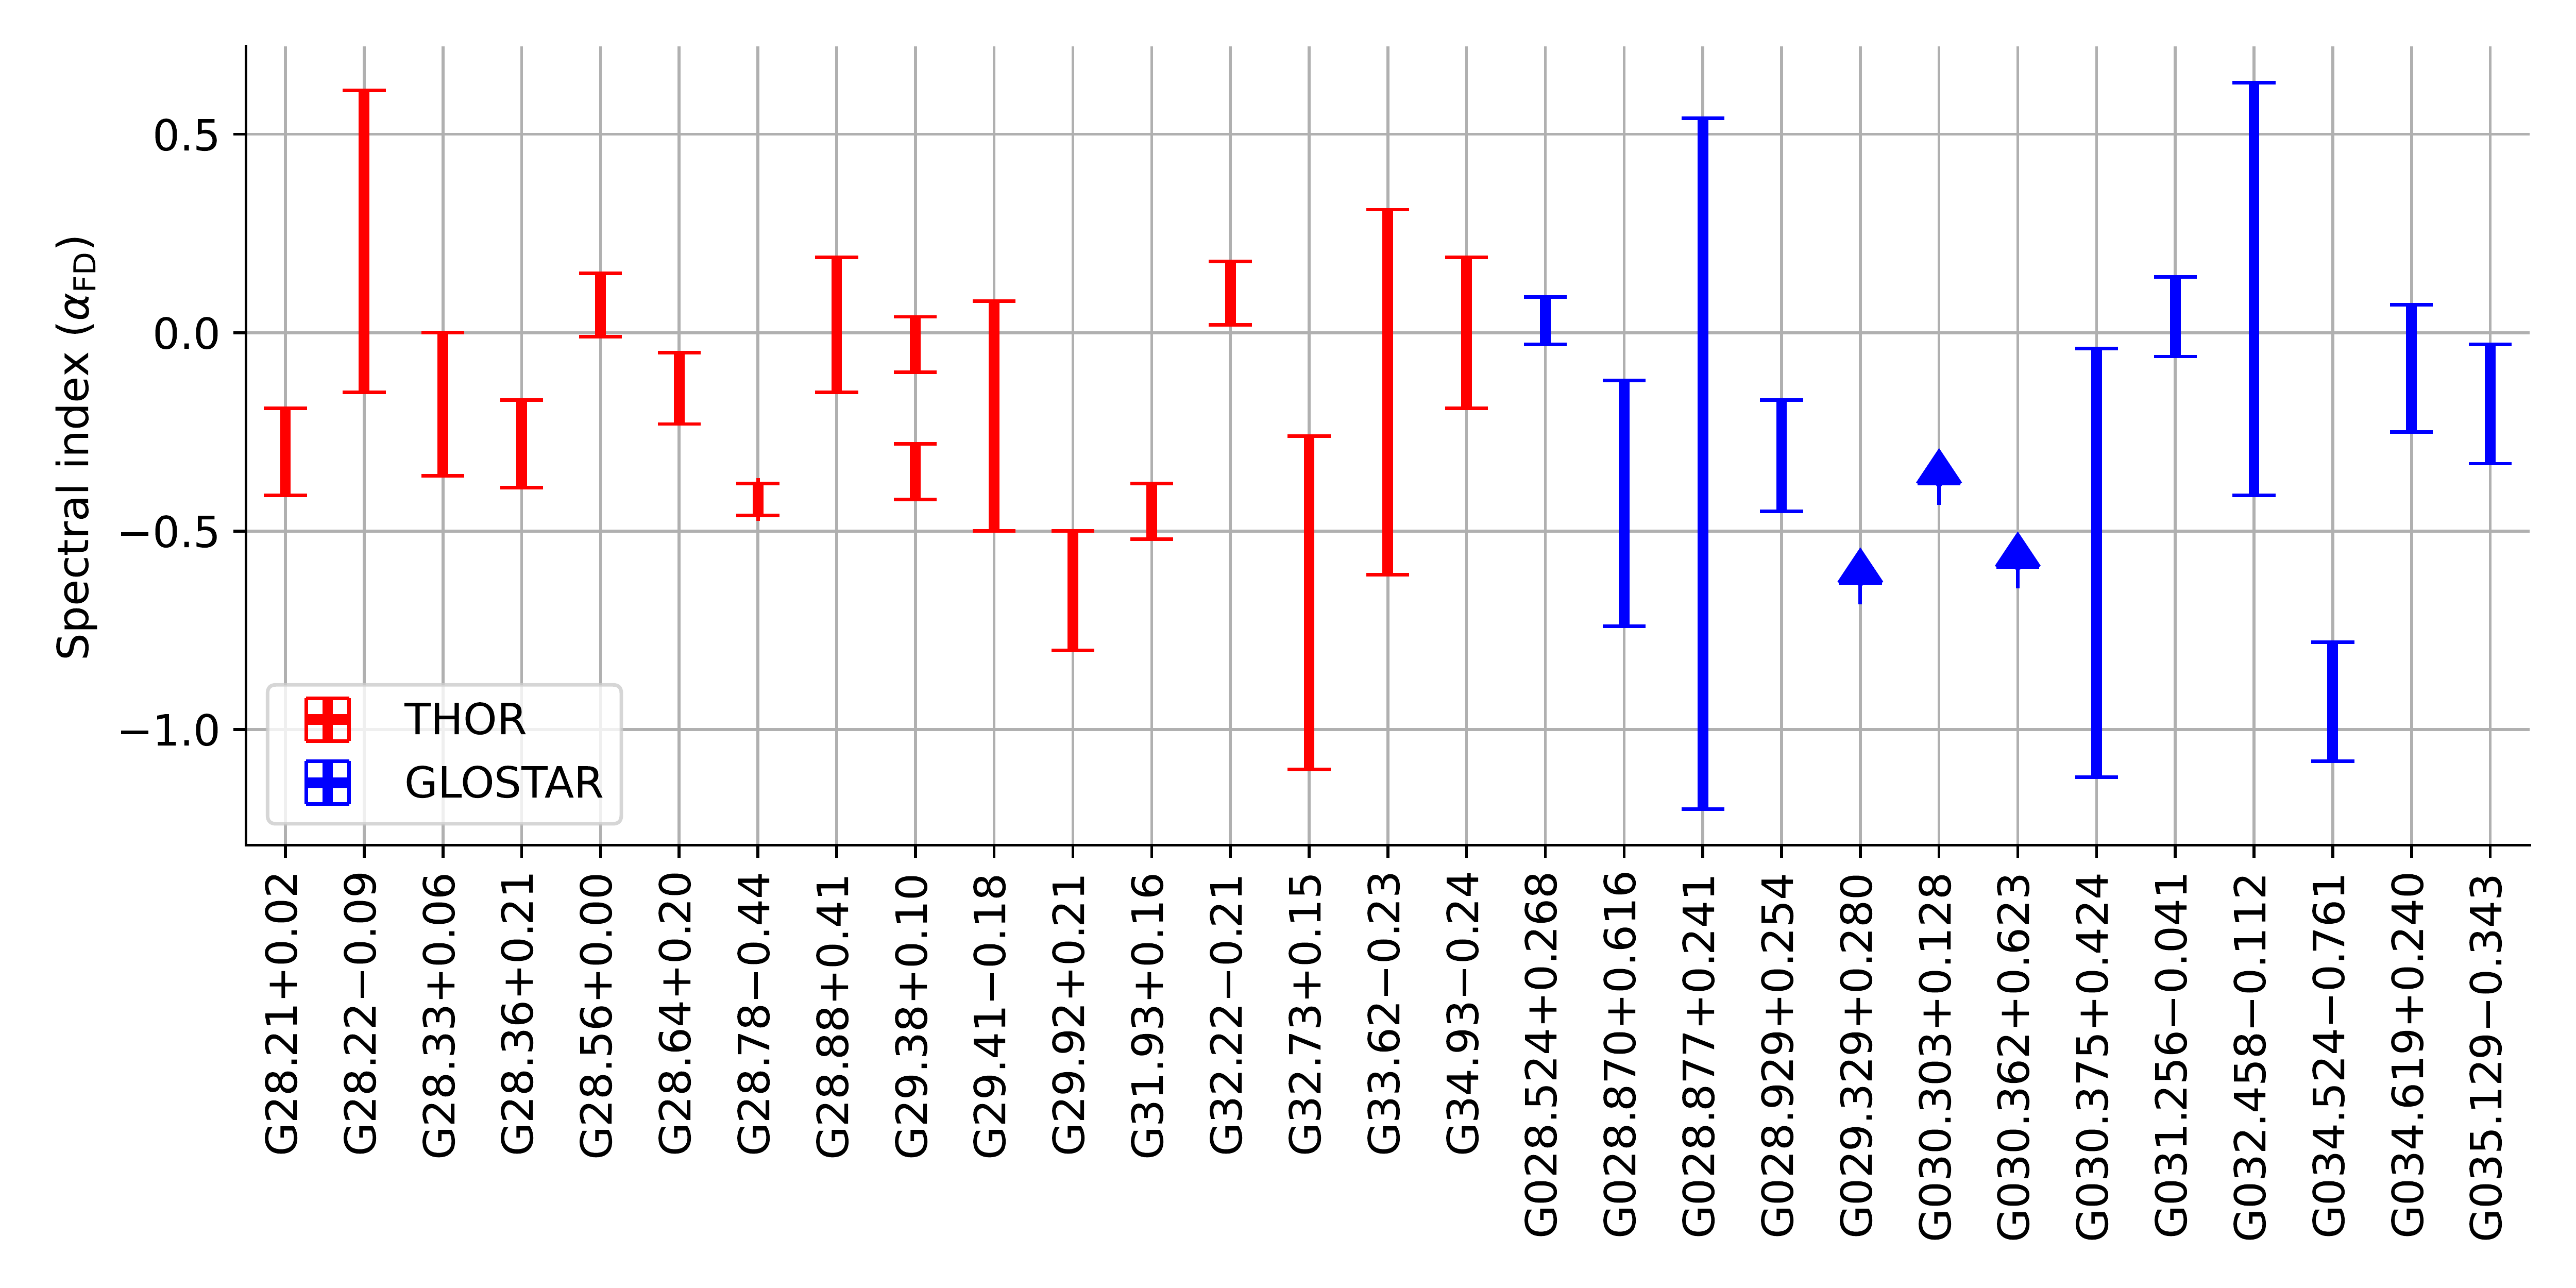 Spectral index (αFD)
0.5
0.0
−0.5
−1.0
THOR
GLOSTAR
G28.21+0.02
G28.22−0.09
G28.33+0.06
G28.36+0.21
G28.56+0.00
G28.64+0.20
G28.78−0.44
G28.88+0.41
G29.38+0.10
G29.41−0.18
G29.92+0.21
G31.93+0.16
G32.22−0.21
G32.73+0.15
G33.62−0.23
G34.93−0.24
G028.524+0.268
G028.870+0.616
G028.877+0.241
G028.929+0.254
G029.329+0.280
G030.303+0.128
G030.362+0.623
G030.375+0.424
G031.256−0.041
G032.458−0.112
G034.524−0.761
G034.619+0.240
G035.129−0.343